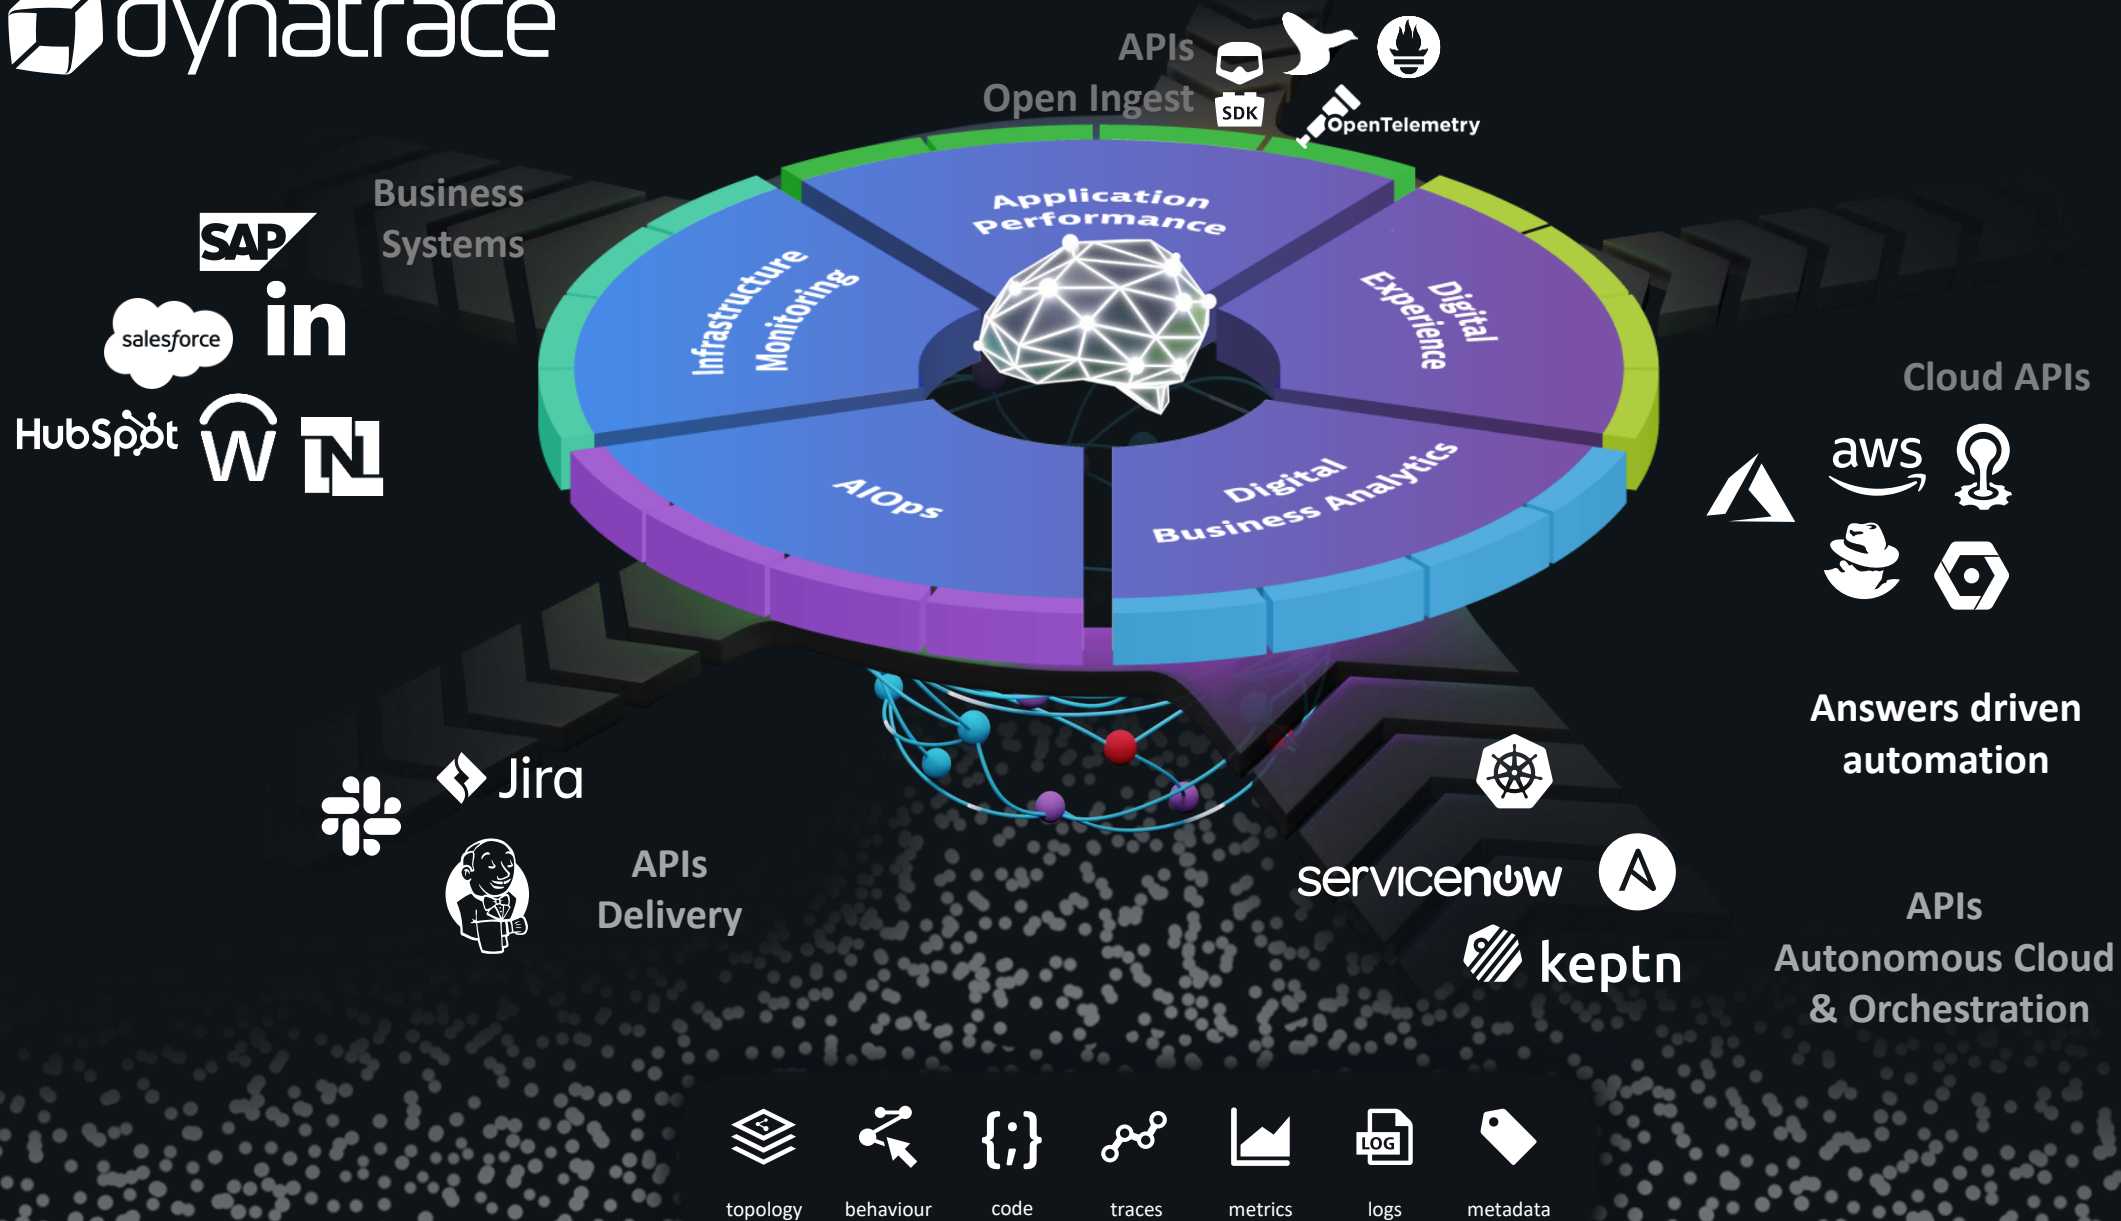 dynatrace
APIs
Open Ingest
SDK
OpenTelemetry
Business
Systems
SAP
in
salesforce
HubSpot
W
N
Application
Performance
Infrastructure
Monitoring
Digital
Experience
AIOps
Digital
Business Analytics
Cloud APIs
aws
Answers driven
automation
Jira
APIs
Delivery
servicenow
keptn
APIs
Autonomous Cloud
& Orchestration
{;}
LOG
topology
behaviour
code
traces
metrics
logs
metadata